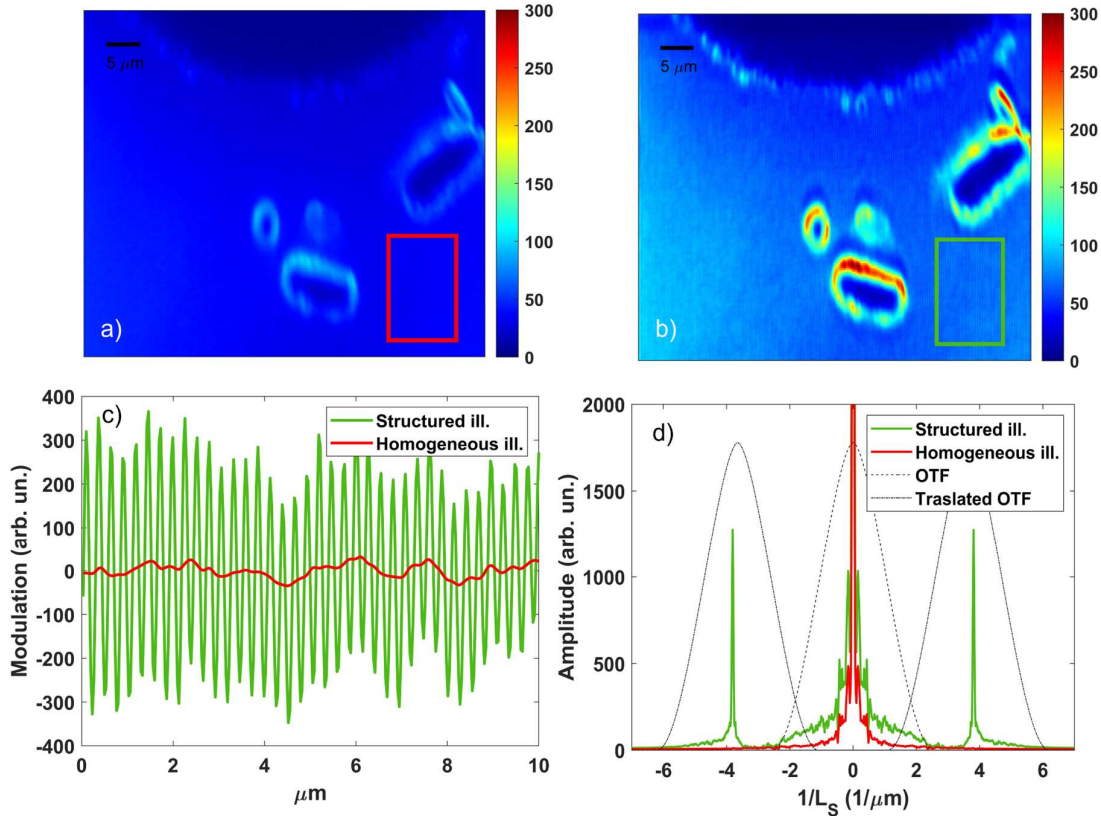 5 μm
a)
300
250
200
150
100
50
0
5 μm
b)
300
250
200
150
100
50
0
c)
Structured ill.
Homogeneous ill.
Modulation (arb. un.)
400
300
200
100
0
-100
-200
-300
-400
0 2 4 6 8 10
μm
d)
Structured ill.
Homogeneous ill.
OTF
Traslated OTF
Amplitude (arb. un.)
2000
1500
1000
500
0
-6 -4 -2 0 2 4 6
1/L_S (1/μm)